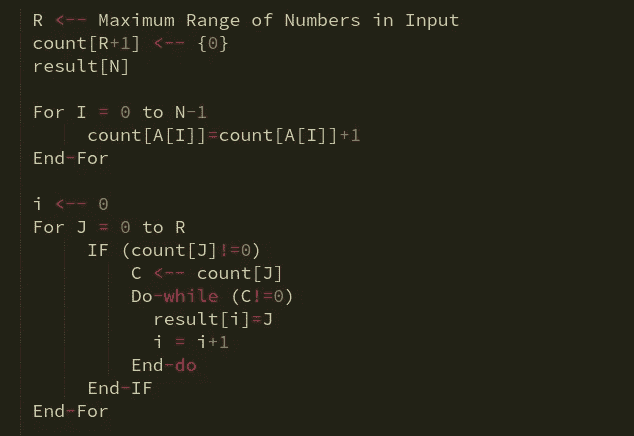 R <-- Maximum Range of Numbers in Input
count[R+1] <-- {0}
result[N]

For I = 0 to N-1
     count[A[I]]=count[A[I]]+1
End-For

i <-- 0
For J = 0 to R
     IF (count[J]!=0)
         C <-- count[J]
         Do-while (C!=0)
           result[i]=J
           i = i+1
         End-do
     End-IF
End-For